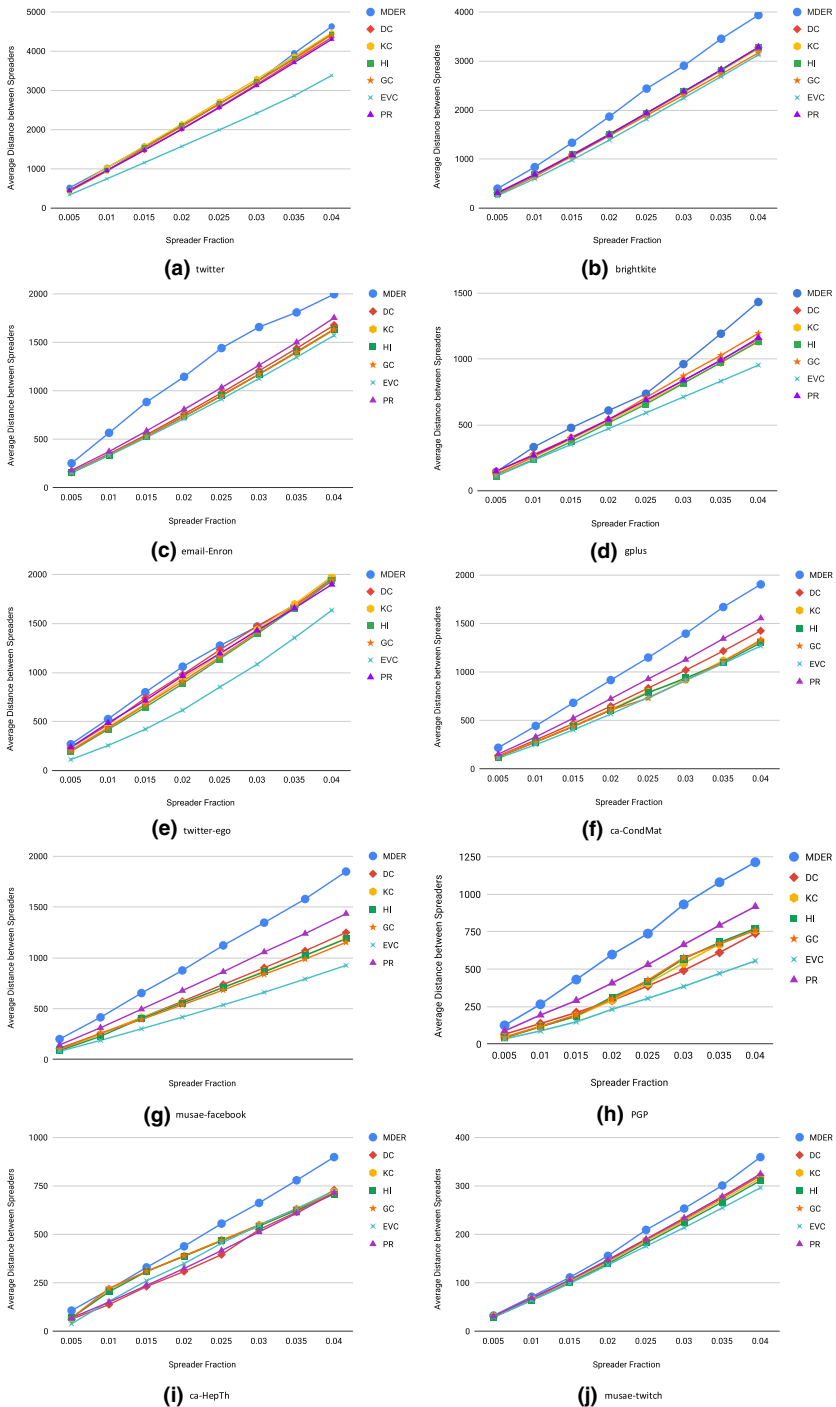 Average Distance between Spreaders
5000
4000
3000
2000
1000
0
0.005 0.01 0.015 0.02 0.025 0.03 0.035 0.04
Spreader Fraction
MDER
DC
KC
HI
GC
EVC
PR
(a) twitter
Average Distance between Spreaders
4000
3000
2000
1000
0
0.005 0.01 0.015 0.02 0.025 0.03 0.035 0.04
Spreader Fraction
MDER
DC
KC
HI
GC
EVC
PR
(b) brightkite
Average Distance between Spreaders
2000
1500
1000
500
0
0.005 0.01 0.015 0.02 0.025 0.03 0.035 0.04
Spreader Fraction
MDER
DC
KC
HI
GC
EVC
PR
(c) email-Enron
Average Distance between Spreaders
1500
1000
500
0
0.005 0.01 0.015 0.02 0.025 0.03 0.035 0.04
Spreader Fraction
MDER
DC
KC
HI
GC
EVC
PR
(d) gplus
Average Distance between Spreaders
2000
1500
1000
500
0
0.005 0.01 0.015 0.02 0.025 0.03 0.035 0.04
Spreader Fraction
MDER
DC
KC
HI
GC
EVC
PR
(e) twitter-ego
Average Distance between Spreaders
2000
1500
1000
500
0
0.005 0.01 0.015 0.02 0.025 0.03 0.035 0.04
Spreader Fraction
MDER
DC
KC
HI
GC
EVC
PR
(f) ca-CondMat
Average Distance between Spreaders
2000
1500
1000
500
0
0.005 0.01 0.015 0.02 0.025 0.03 0.035 0.04
Spreader Fraction
MDER
DC
KC
HI
GC
EVC
PR
(g) musae-facebook
Average Distance between Spreaders
1250
1000
750
500
250
0
0.005 0.01 0.015 0.02 0.025 0.03 0.035 0.04
Spreader Fraction
MDER
DC
KC
HI
GC
EVC
PR
(h) PGP
Average Distance between Spreaders
1000
750
500
250
0
0.005 0.01 0.015 0.02 0.025 0.03 0.035 0.04
Spreader Fraction
MDER
DC
KC
HI
GC
EVC
PR
(i) ca-HepTh
Average Distance between Spreaders
400
300
200
100
0
0.005 0.01 0.015 0.02 0.025 0.03 0.035 0.04
Spreader Fraction
MDER
DC
KC
HI
GC
EVC
PR
(j) musae-twitch